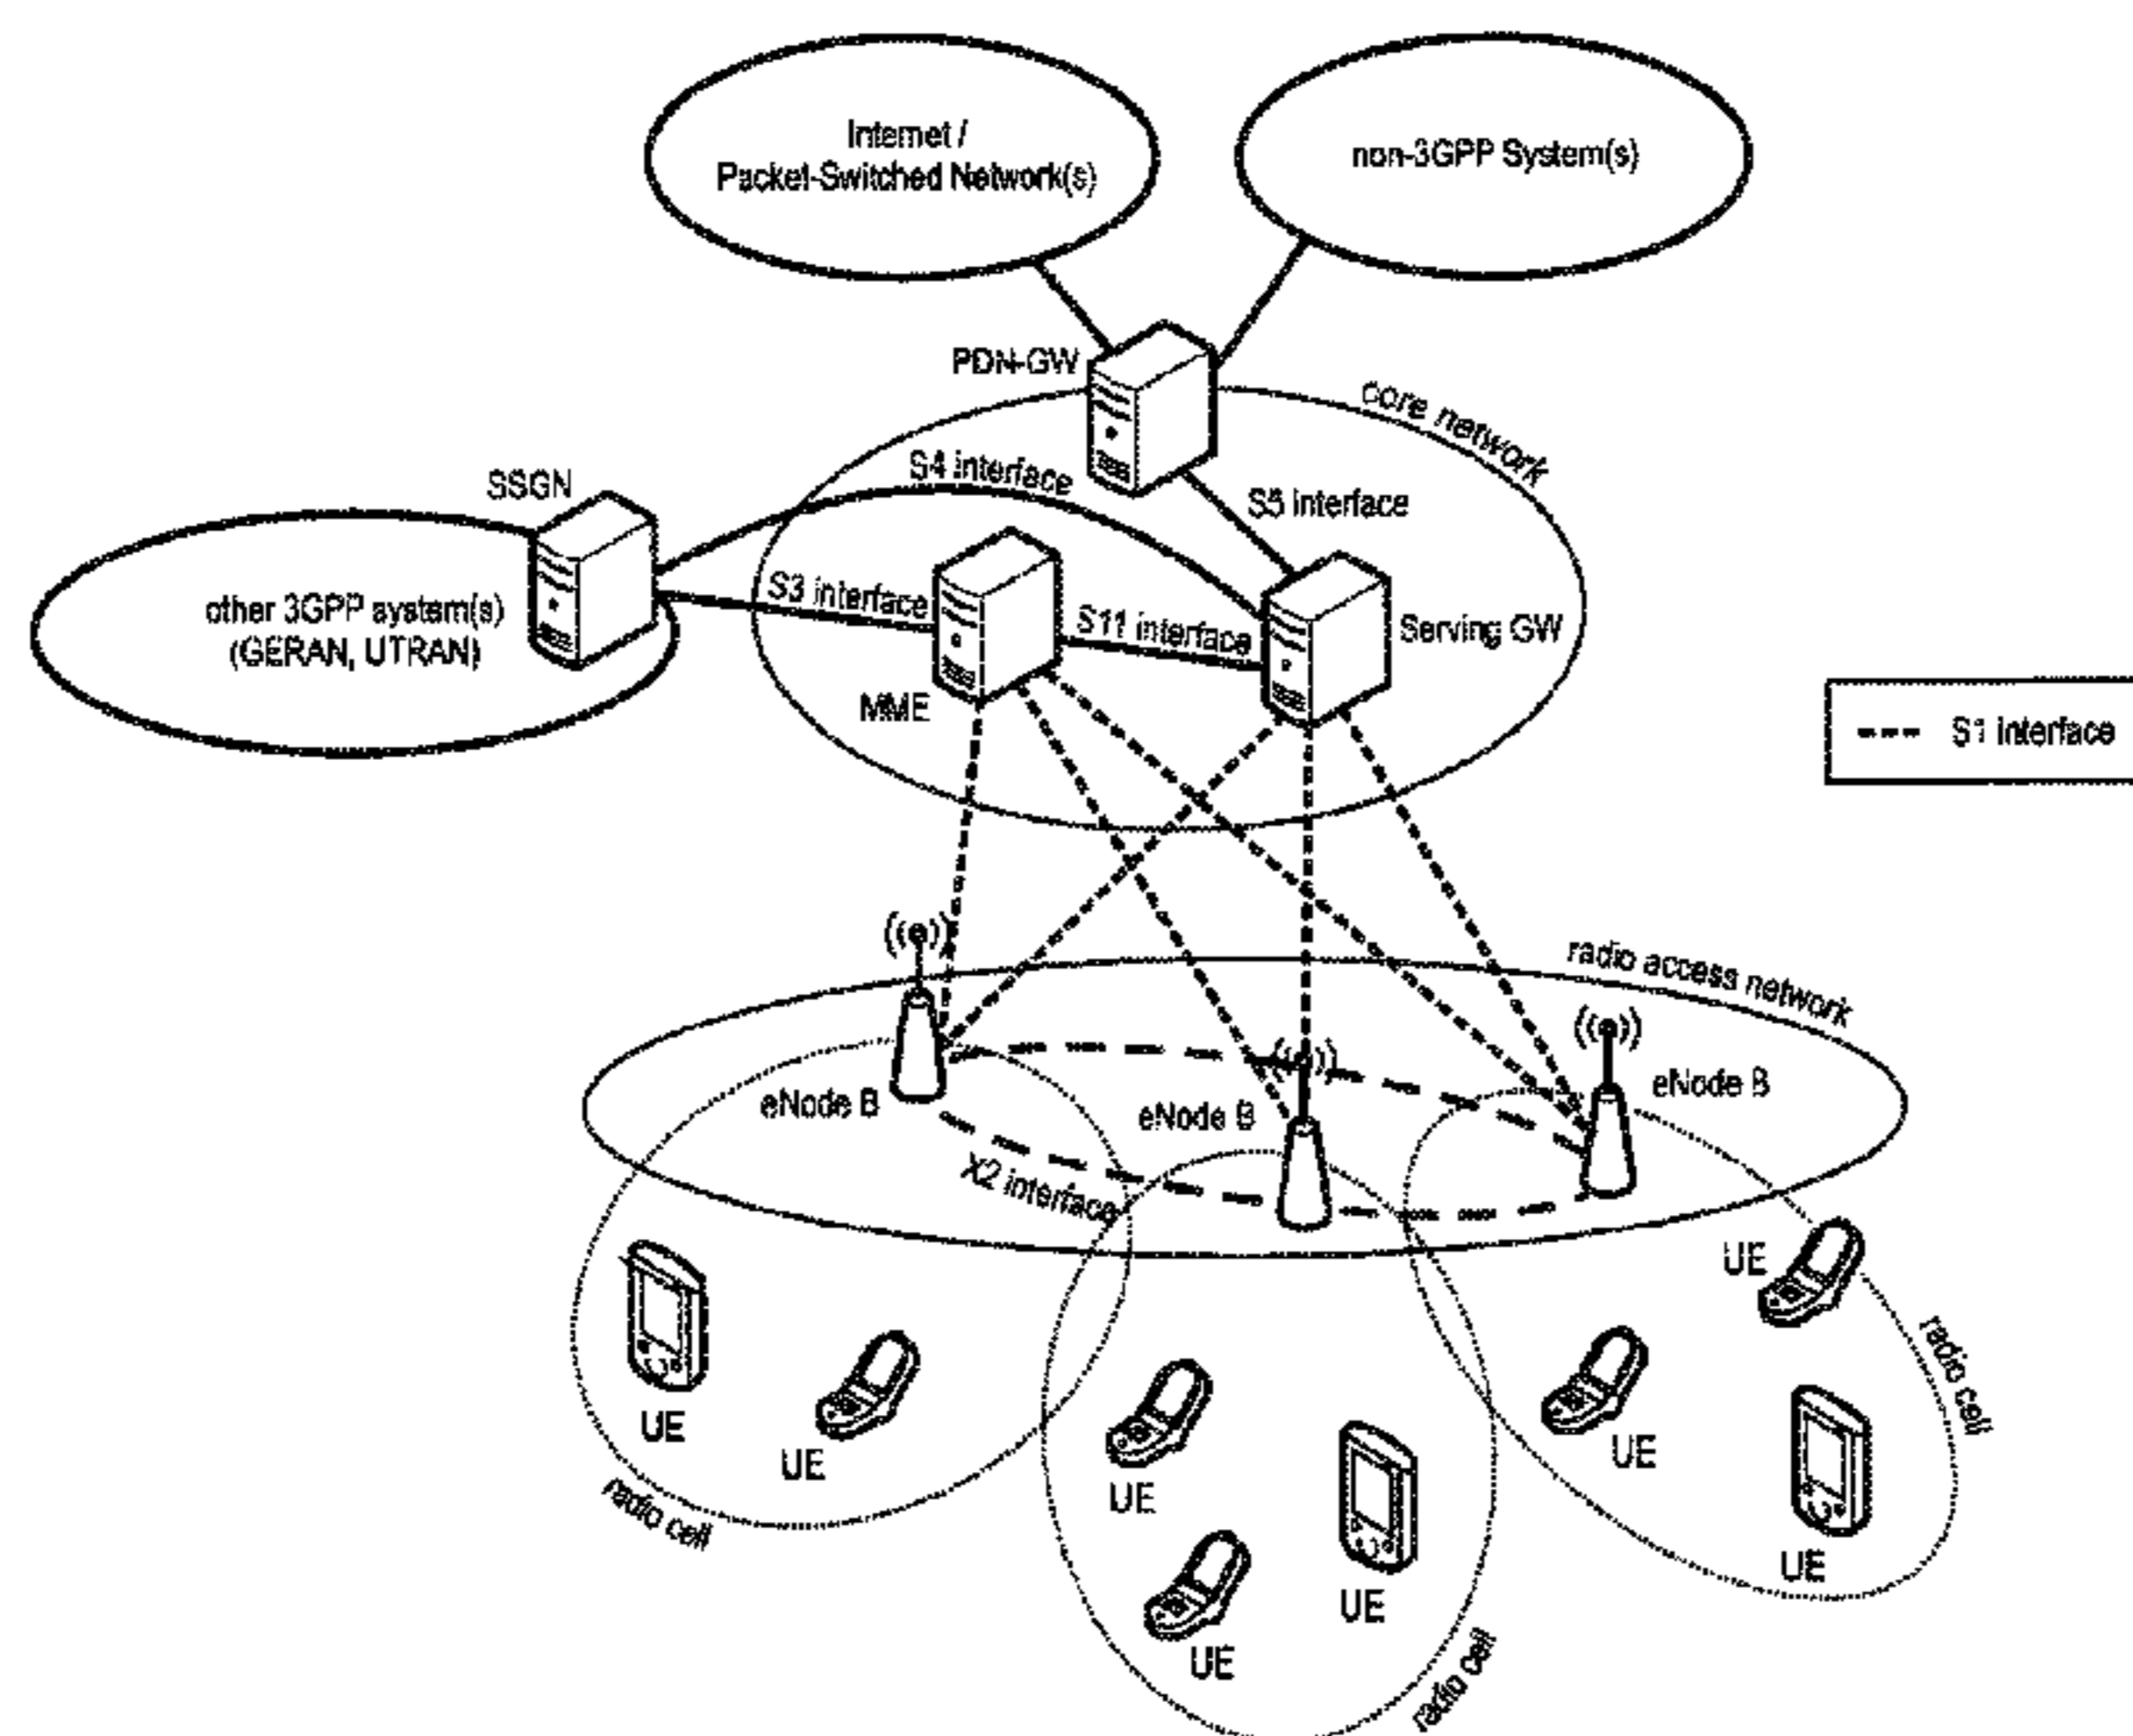 Internet /
Packet-Switched Network(s)
non-3GPP System(s)
PDN-GW
core network
SSGN
S4 interface
S5 interface
other 3GPP system(s)
(GERAN, UTRAN)
S3 interface
S11 interface
Serving GW
MME
S1 interface
radio access network
eNode B
eNode B
eNode B
X2 interface
UE
UE
radio cell
UE
UE
UE
radio cell
UE
UE
UE
radio cell